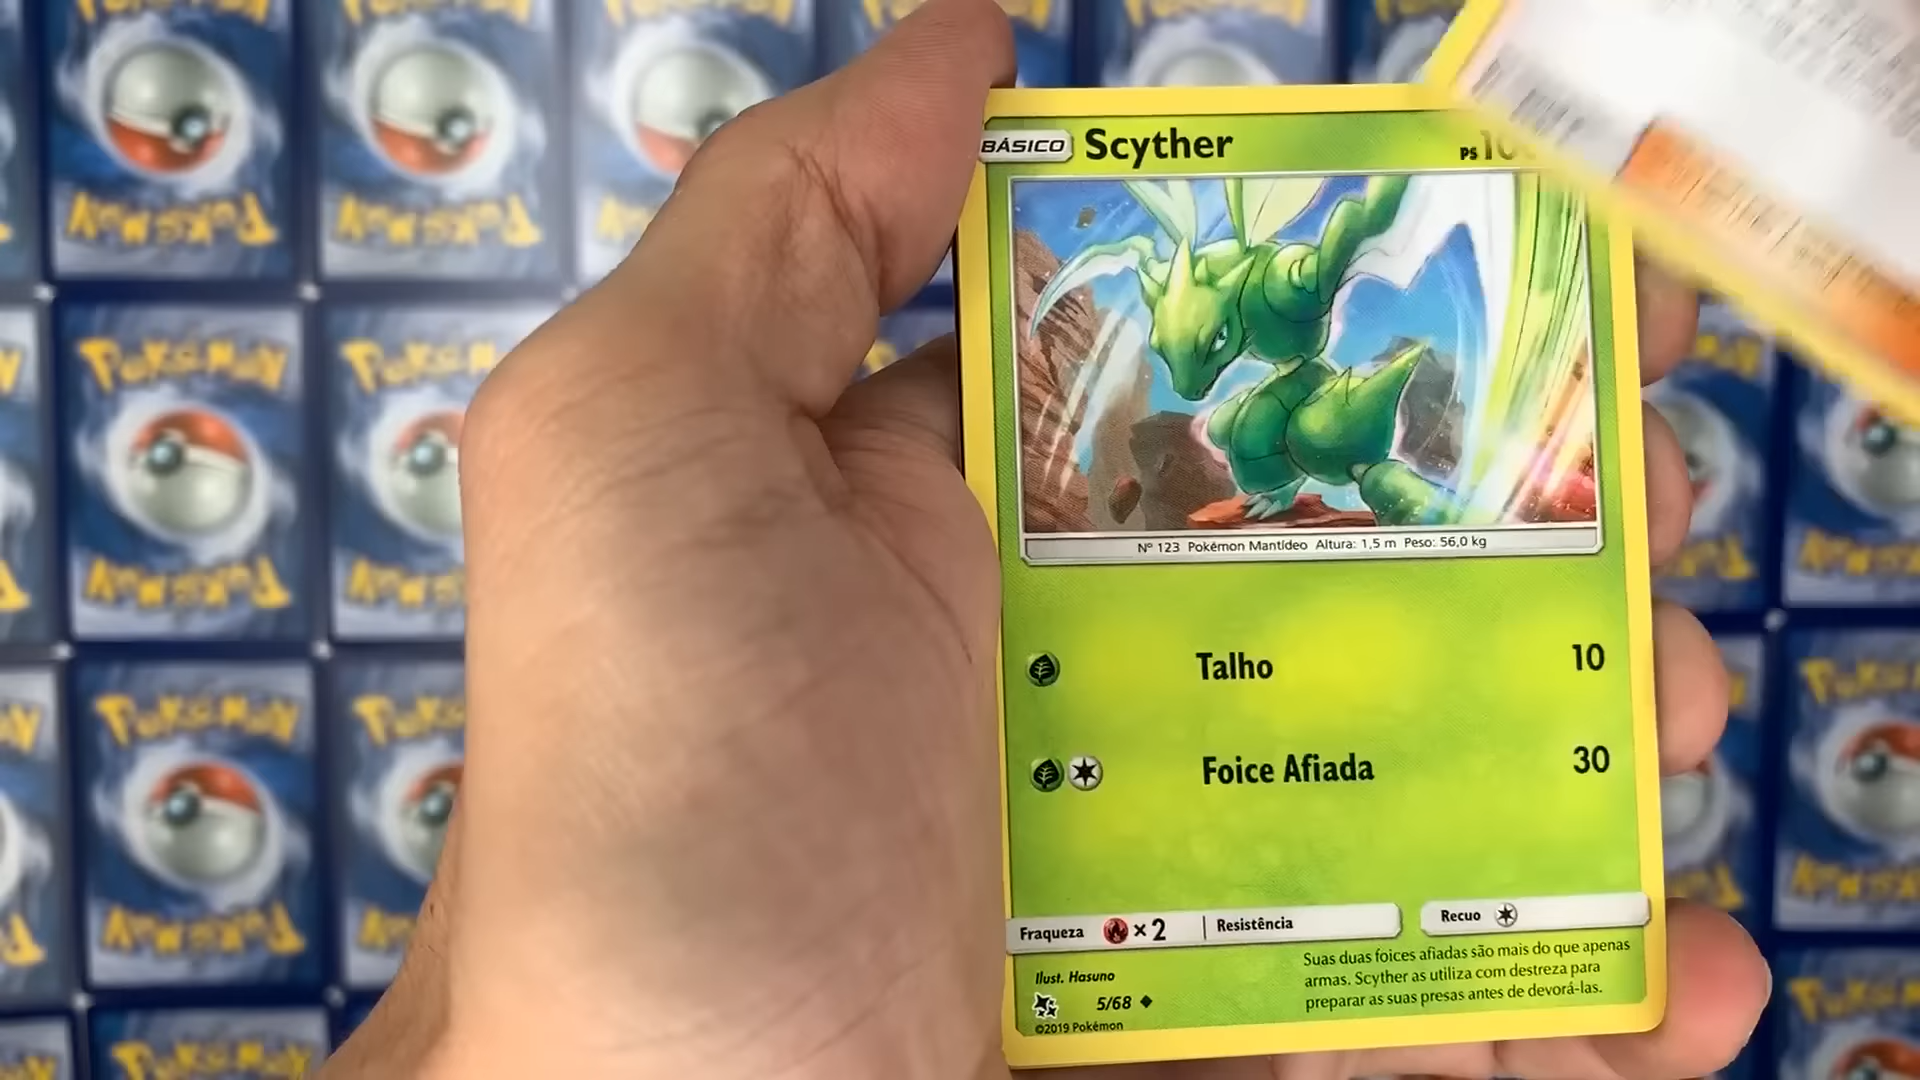 BÁSICO Scyther PS
Nº 123 Pokémon Mantídeo Altura: 1,5 m Peso: 56,0 kg
Talho 10
Foice Afiada 30
Fraqueza ×2 Resistência Recuo
Suas duas foices afiadas são mais do que apenas
armas. Scyther as utiliza com destreza para
preparar as suas presas antes de devorá-las.
Ilust. Hasuno
5/68
©2019 Pokémon